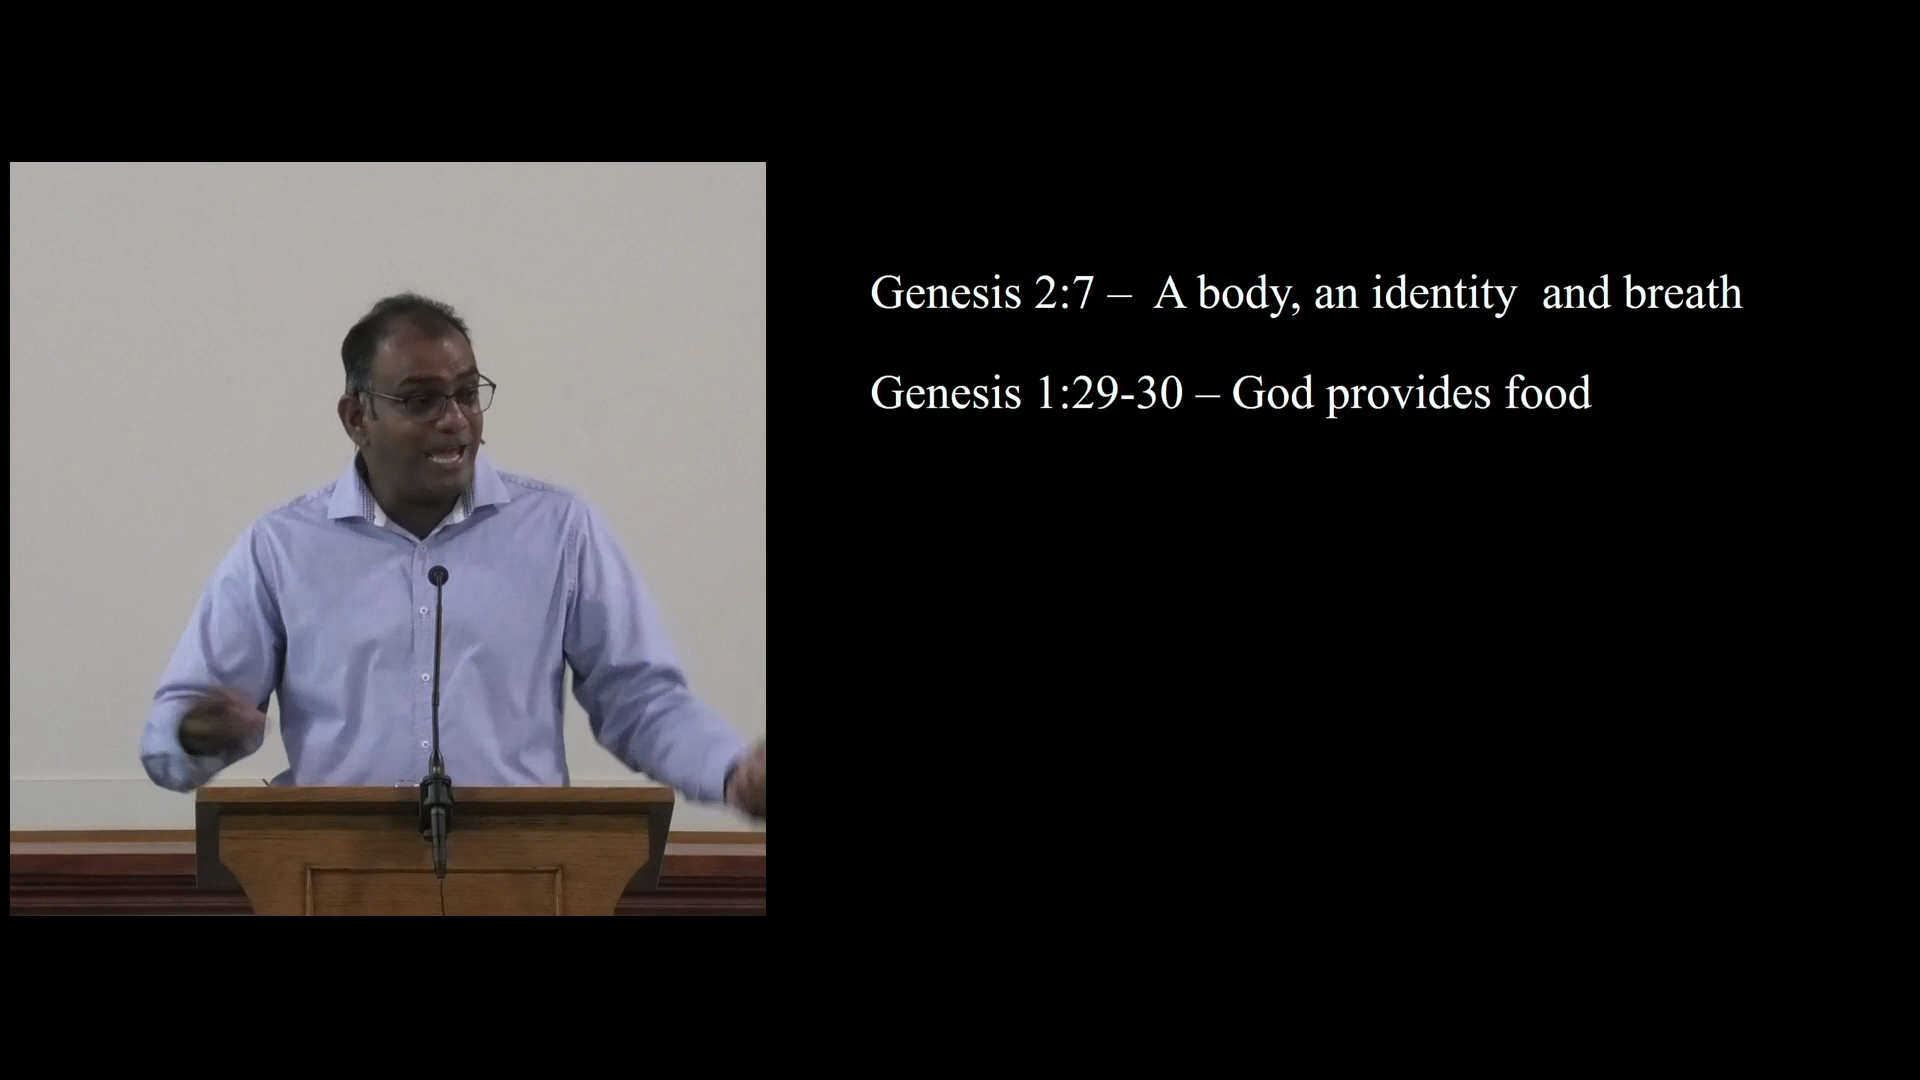 Genesis 2:7 –  A body, an identity  and breath
Genesis 1:29-30 – God provides food